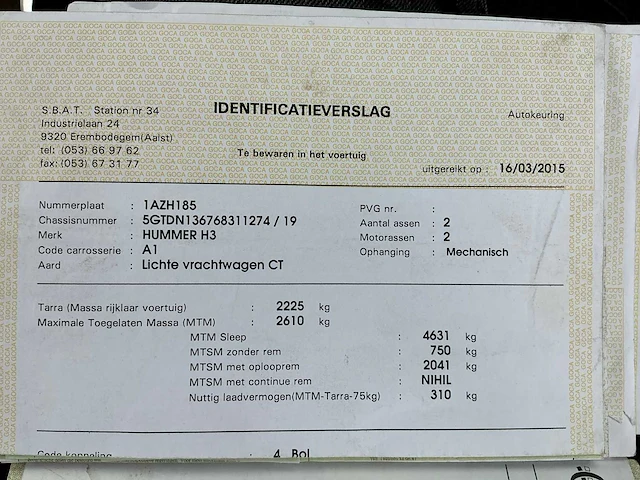 IDENTIFICATIEVERSLAG
Autokeuring
S.B.A.T. Station nr 34
Industrielaan 24
9320 Erembodegem(Aalst)
tel: (053) 66 97 62
fax: (053) 67 31 77
Te bewaren in het voertuig
uitgereikt op : 16/03/2015
Nummerplaat : 1AZH185
Chassisnummer : 5GTDN136768311274 / 19
Merk : HUMMER H3
Code carrosserie : A1
Aard : Lichte vrachtwagen CT
PVG nr. :
Aantal assen : 2
Motorassen : 2
Ophanging : Mechanisch
Tarra (Massa rijklaar voertuig) : 2225 kg
Maximale Toegelaten Massa (MTM) : 2610 kg
MTM Sleep : 4631 kg
MTSM zonder rem : 750 kg
MTSM met oplooprem : 2041 kg
MTSM met continue rem : NIHIL
Nuttig laadvermogen(MTM-Tarra-75kg) : 310 kg
Code koppeling : 4 Bol